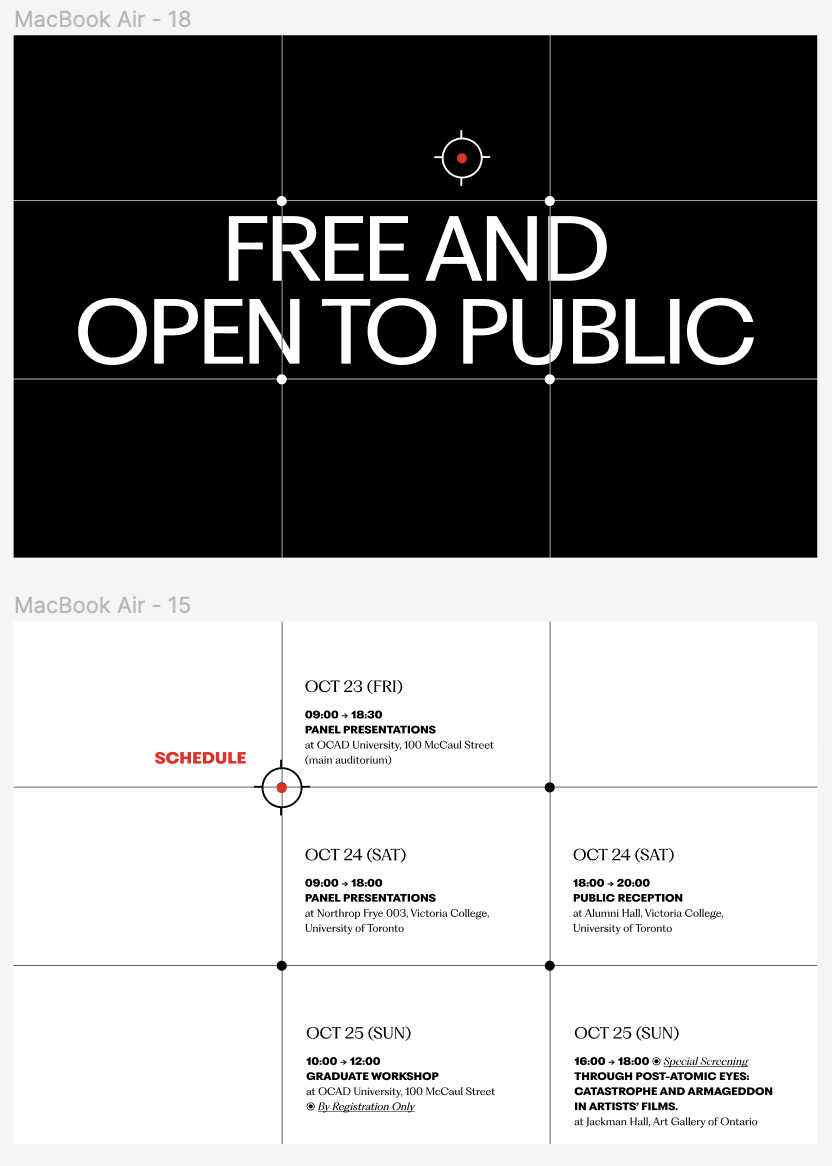 MacBook Air - 18
FREE AND
OPEN TO PUBLIC
MacBook Air - 15
SCHEDULE
OCT 23 (FRI)
09:00 → 18:30
PANEL PRESENTATIONS
at OCAD University, 100 McCaul Street
(main auditorium)
OCT 24 (SAT)
09:00 → 18:00
PANEL PRESENTATIONS
at Northrop Frye 003, Victoria College,
University of Toronto
OCT 24 (SAT)
18:00 → 20:00
PUBLIC RECEPTION
at Alumni Hall, Victoria College,
University of Toronto
OCT 25 (SUN)
10:00 → 12:00
GRADUATE WORKSHOP
at OCAD University, 100 McCaul Street
◉ By Registration Only
OCT 25 (SUN)
16:00 → 18:00 ◉ Special Screening
THROUGH POST-ATOMIC EYES:
CATASTROPHE AND ARMAGEDDON
IN ARTISTS’ FILMS.
at Jackman Hall, Art Gallery of Ontario